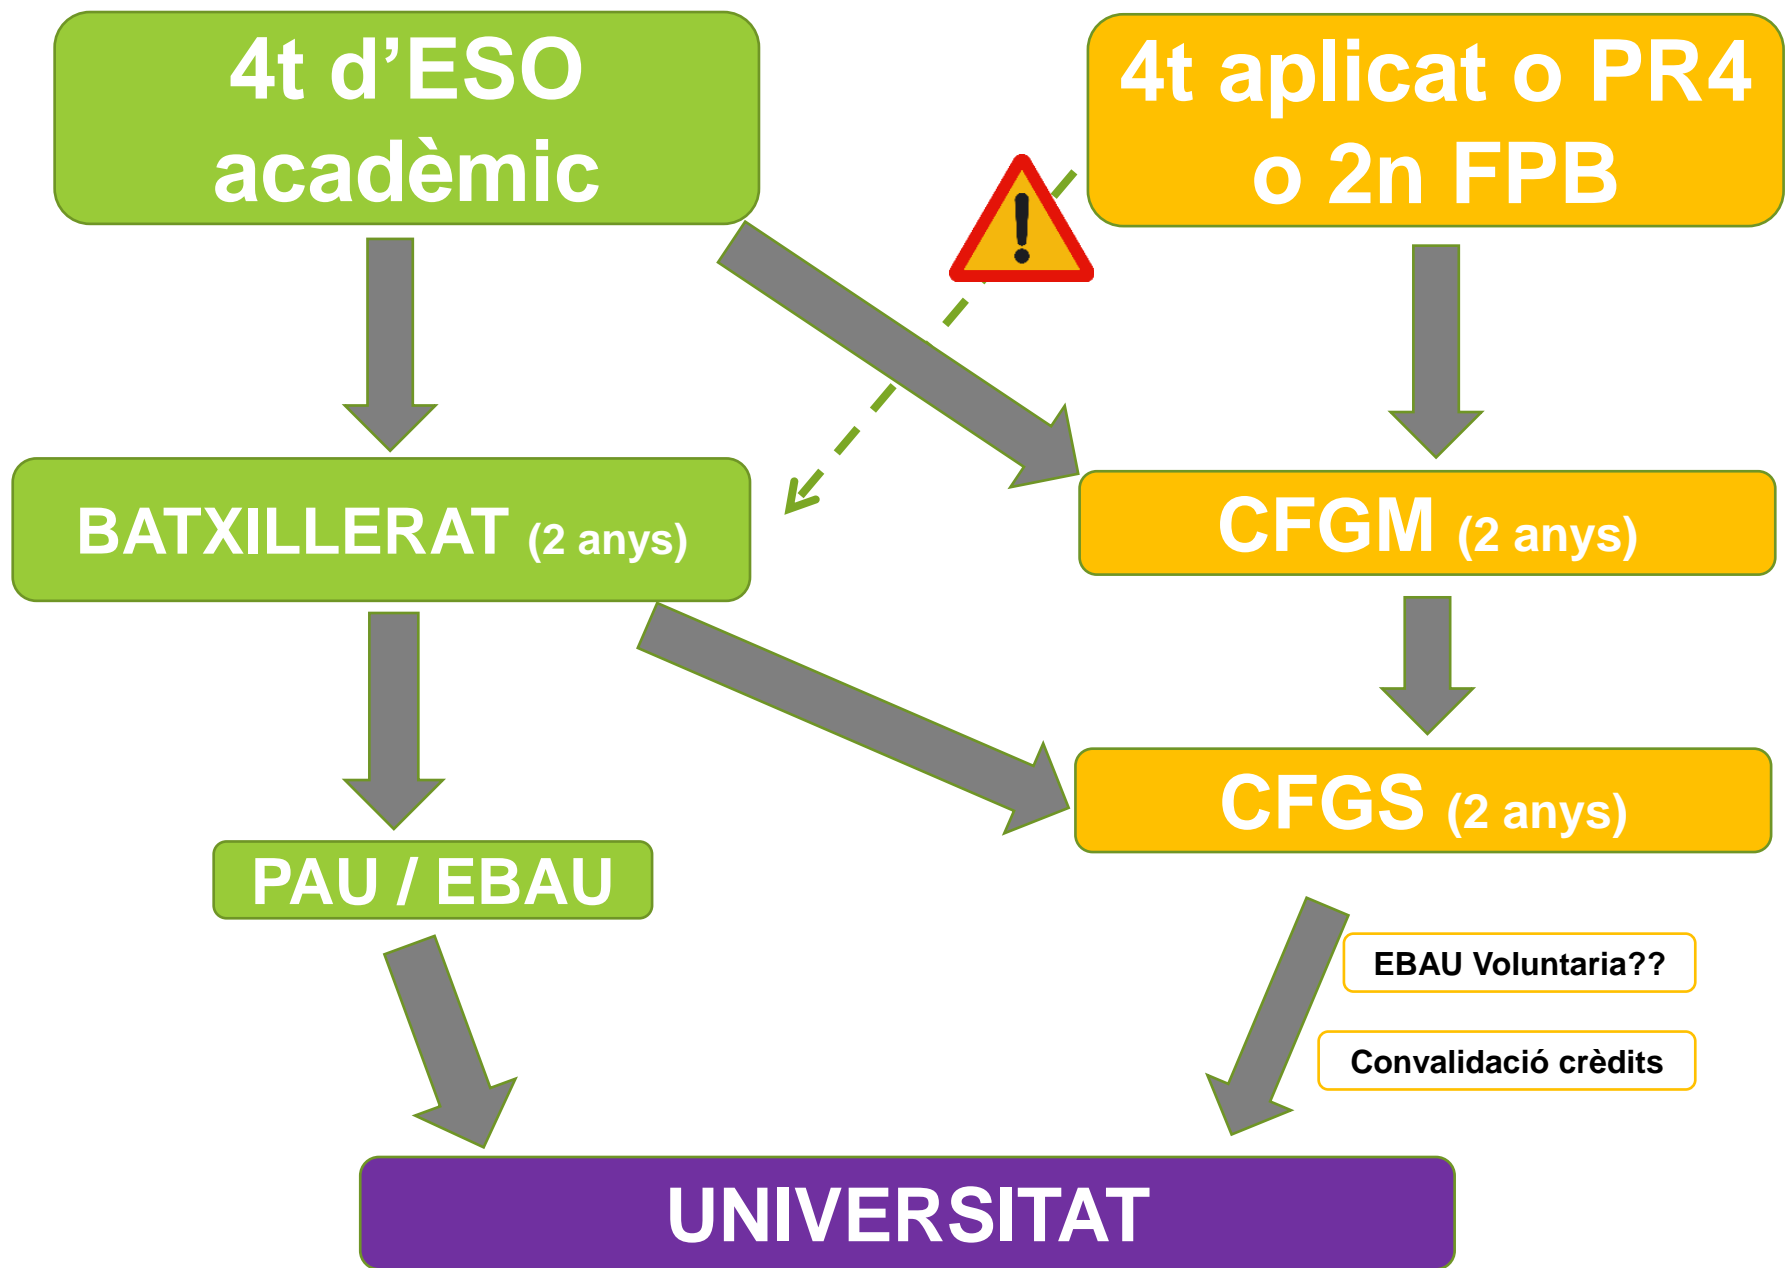 4t d’ESO
acadèmic
4t aplicat o PR4
o 2n FPB
BATXILLERAT (2 anys)
CFGM (2 anys)
CFGS (2 anys)
PAU / EBAU
EBAU Voluntaria??
Convalidació crèdits
UNIVERSITAT